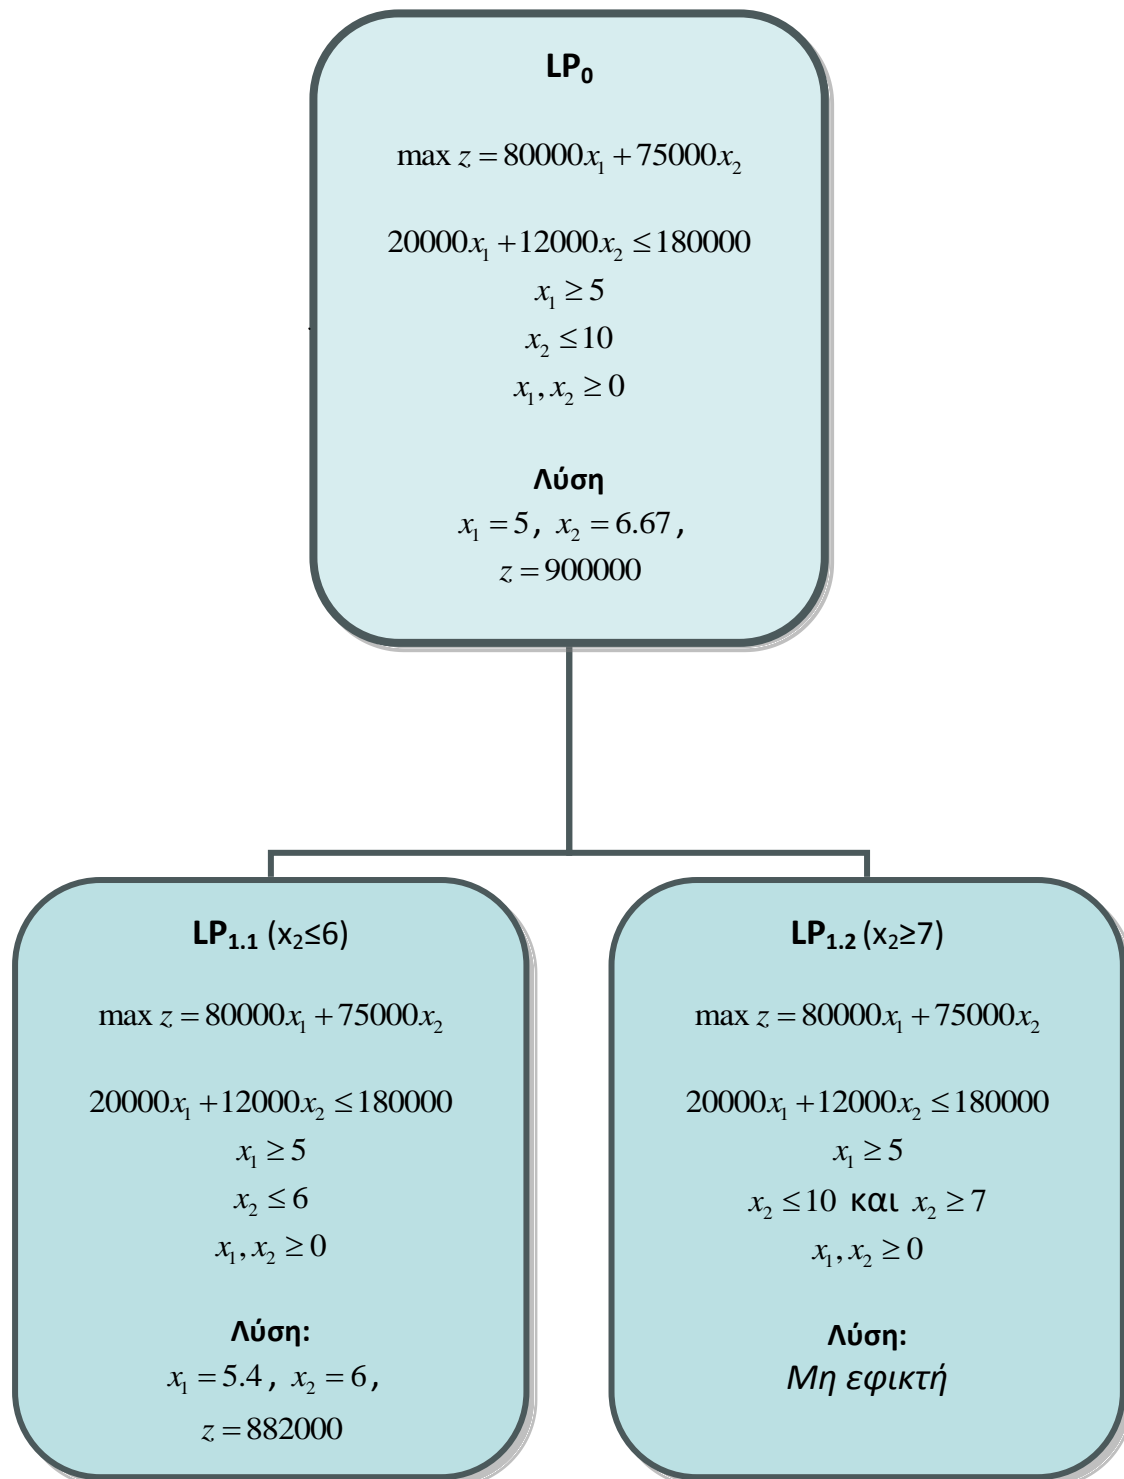 LP₀
max z = 80000x₁ + 75000x₂
20000x₁ + 12000x₂ ≤ 180000
x₁ ≥ 5
x₂ ≤ 10
x₁, x₂ ≥ 0
Λύση
x₁ = 5, x₂ = 6.67,
z = 900000
LP₁.₁ (x₂≤6)
max z = 80000x₁ + 75000x₂
20000x₁ + 12000x₂ ≤ 180000
x₁ ≥ 5
x₂ ≤ 6
x₁, x₂ ≥ 0
Λύση:
x₁ = 5.4, x₂ = 6,
z = 882000
LP₁.₂ (x₂≥7)
max z = 80000x₁ + 75000x₂
20000x₁ + 12000x₂ ≤ 180000
x₁ ≥ 5
x₂ ≤ 10 και x₂ ≥ 7
x₁, x₂ ≥ 0
Λύση:
Μη εφικτή